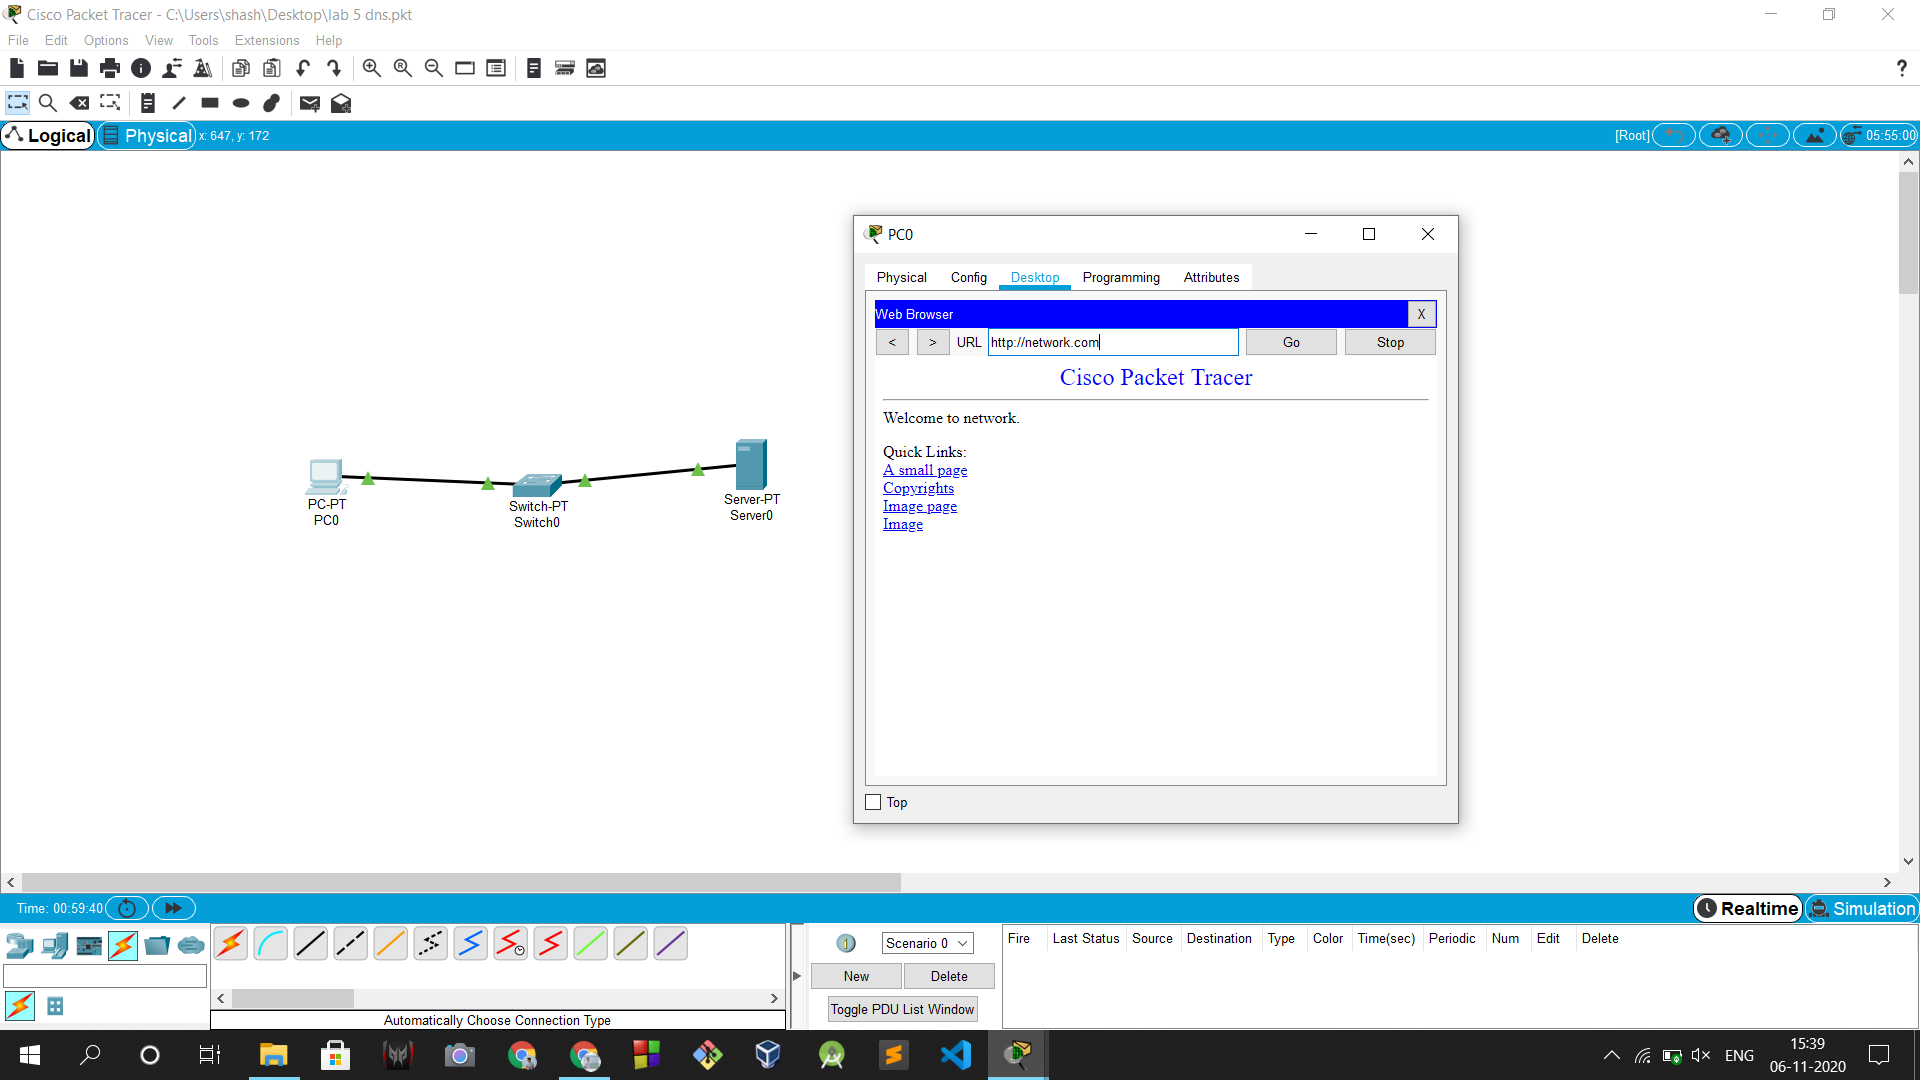 Cisco Packet Tracer - C:\Users\shash\Desktop\lab 5 dns.pkt
File Edit Options View Tools Extensions Help
?
Logical Physical x: 647, y: 172 [Root] 05:55:00
PC0
Physical Config Desktop Programming Attributes
Web Browser X
< > URL http://network.com Go Stop
Cisco Packet Tracer
Welcome to network.
Quick Links:
A small page
Copyrights
Image page
Image
Top
PC-PT
PC0
Switch-PT
Switch0
Server-PT
Server0
Time: 00:59:40 Realtime Simulation
Scenario 0
New Delete
Toggle PDU List Window
Fire Last Status Source Destination Type Color Time(sec) Periodic Num Edit Delete
Automatically Choose Connection Type
ENG
15:39
06-11-2020